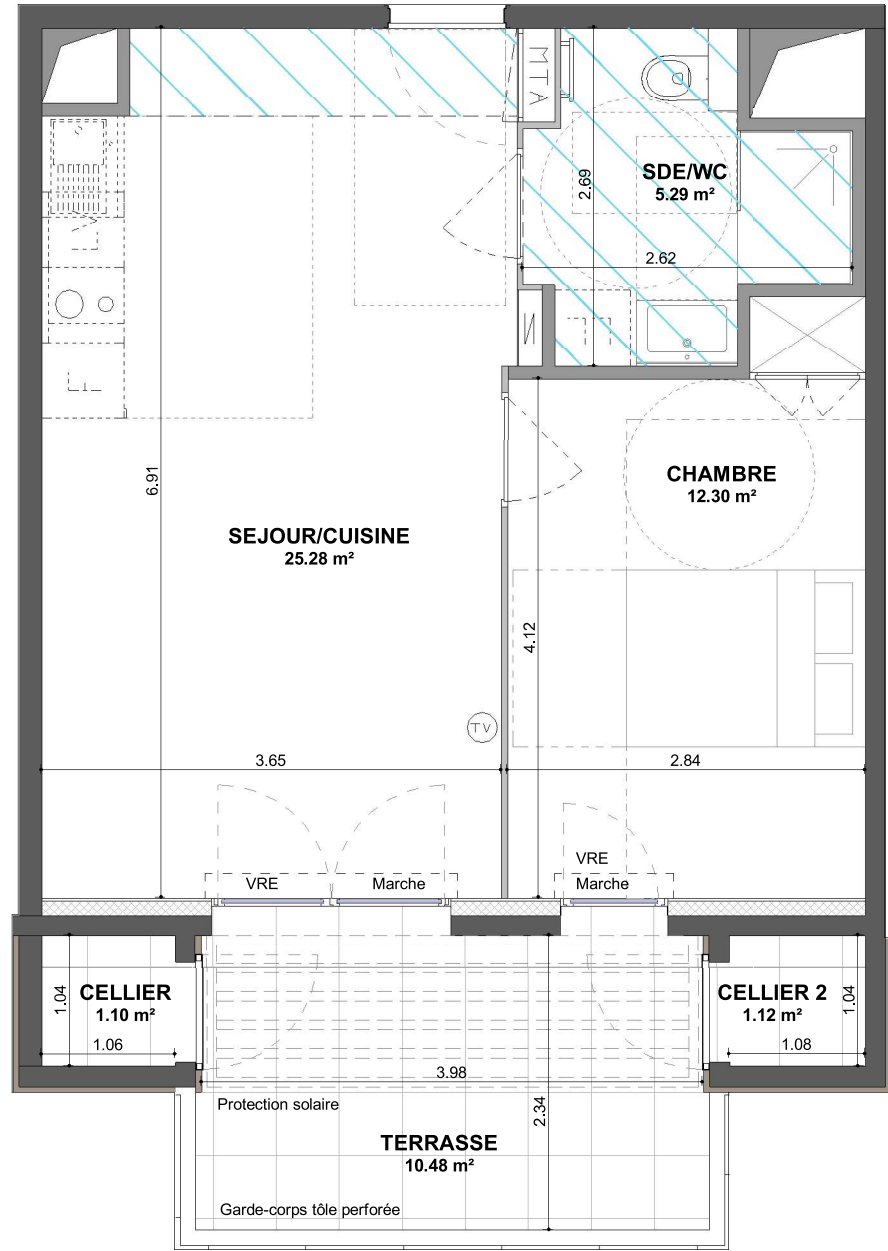 MTA
SDE/WC
5.29 m²
2.69
2.62
CHAMBRE
12.30 m²
6.91
SEJOUR/CUISINE
25.28 m²
4.12
TV
3.65
2.84
VRE
Marche
VRE
Marche
CELLIER
1.10 m²
1.04
1.06
CELLIER 2
1.12 m²
1.04
1.08
3.98
Protection solaire
2.34
TERRASSE
10.48 m²
Garde-corps tôle perforée